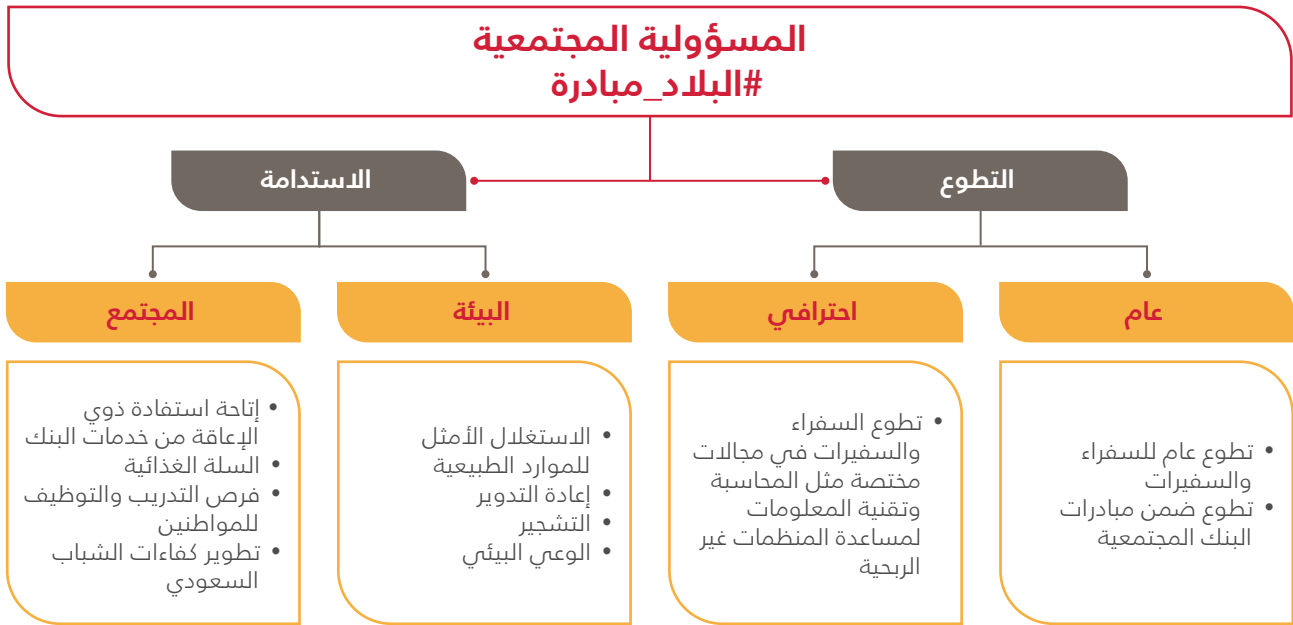 المسؤولية المجتمعية
#البلاد_مبادرة
التطوع
الاستدامة
عام
احترافي
البيئة
المجتمع
• تطوع عام للسفراء
والسفيرات
• تطوع ضمن مبادرات
البنك المجتمعية
• تطوع السفراء
والسفيرات في مجالات
مختصة مثل المحاسبة
وتقنية المعلومات
لمساعدة المنظمات غير
الربحية
• الاستغلال الأمثل
للموارد الطبيعية
• إعادة التدوير
• التشجير
• الوعي البيئي
• إتاحة استفادة ذوي
الإعاقة من خدمات البنك
• السلة الغذائية
• فرص التدريب والتوظيف
للمواطنين
• تطوير كفاءات الشباب
السعودي